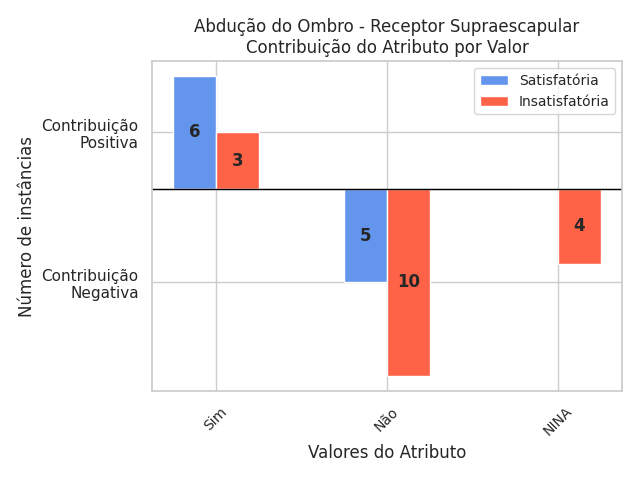 Abdução do Ombro - Receptor Supraescapular
Contribuição do Atributo por Valor
Satisfatória
Insatisfatória
Número de instâncias
Contribuição
Positiva
Contribuição
Negativa
6
3
5
10
4
Sim
Não
NINA
Valores do Atributo